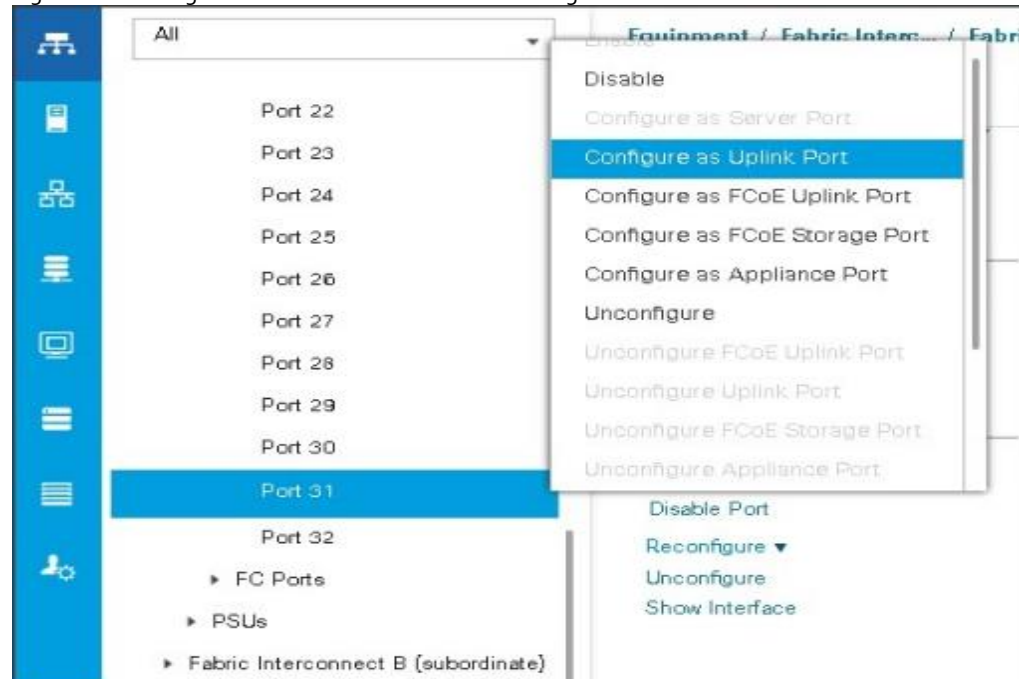 All
Equipment / Fabric Interc... / Fabri
Enable
Disable
Configure as Server Port
Configure as Uplink Port
Configure as FCoE Uplink Port
Configure as FCoE Storage Port
Configure as Appliance Port
Unconfigure
Unconfigure FCoE Uplink Port
Unconfigure Uplink Port
Unconfigure FCoE Storage Port
Unconfigure Appliance Port
Port 22
Port 23
Port 24
Port 25
Port 26
Port 27
Port 28
Port 29
Port 30
Port 31
Port 32
FC Ports
PSUs
Fabric Interconnect B (subordinate)
Disable Port
Reconfigure
Unconfigure
Show Interface